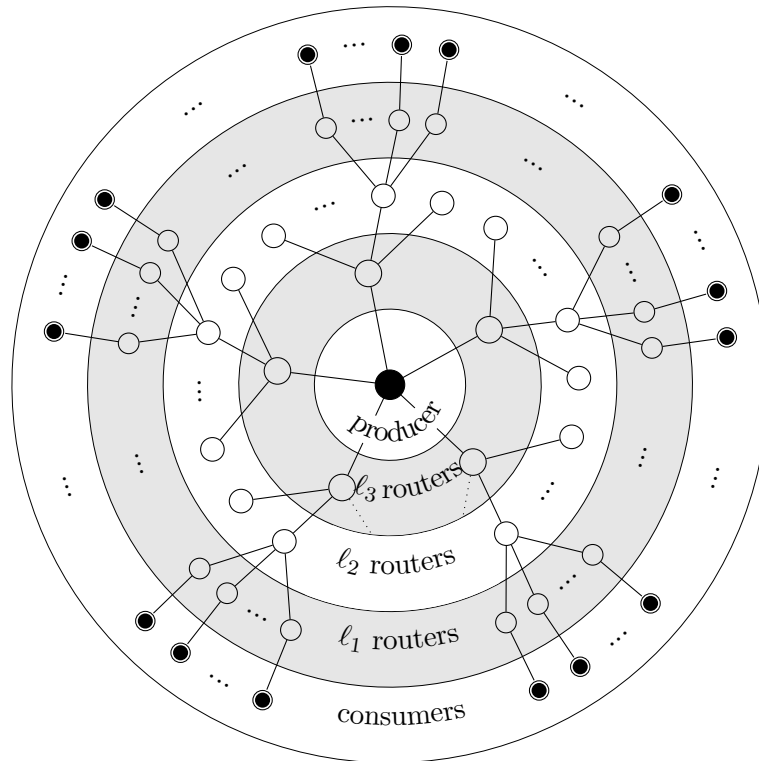 producer
ℓ3 routers
ℓ2 routers
ℓ1 routers
consumers